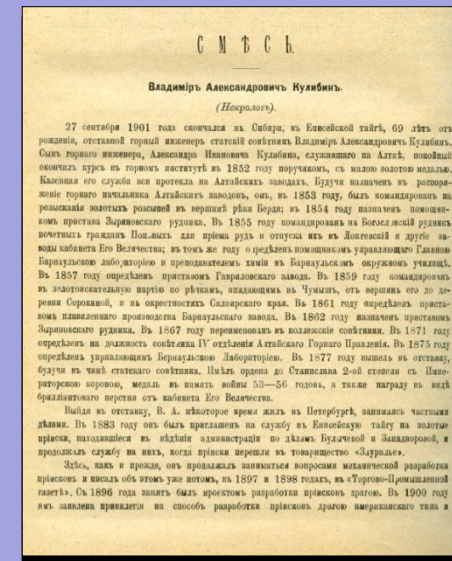 СМѢСЬ.
Владиміръ Александровичъ Кулибинъ.
(Некрологъ).
27 сентября 1901 года скончался въ Сибири, въ Енисейской тайгѣ, 69 лѣтъ отъ
рожденія, отставной горный инженеръ статскій совѣтникъ Владиміръ Александровичъ Кулибинъ.
Сынъ горнаго инженера, Александра Ивановича Кулибина, служившаго на Алтаѣ, покойный
окончилъ курсъ въ горномъ институтѣ въ 1852 году поручикомъ, съ малою золотою медалью.
Казенная его служба вся протекла на Алтайскихъ заводахъ. Будучи назначенъ въ распоря-
женіе горнаго начальника Алтайскихъ заводовъ, онъ, въ 1853 году, былъ командированъ на
розысканія золотыхъ розсыпей въ вершинѣ рѣки Берди; въ 1854 году назначенъ помощни-
комъ пристава Зыряновскаго рудника. Въ 1855 году командированъ на рудникъ
почетныхъ гражданъ для пріема рудъ и отпуска ихъ въ Локтевскій и другіе за-
воды кабинета Его Величества; въ томъ же году опредѣленъ помощникомъ управляющаго Главною
Барнаульскою лабораторіею и преподавателемъ химіи въ Барнаульскомъ окружномъ училищѣ.
Въ 1857 году опредѣленъ приставомъ Гавриловскаго завода. Въ 1859 году командированъ
въ золотоискательную партію по рѣчкамъ, впадающимъ въ Чумышъ, отъ вершинъ его до де-
ревни Сорокиной, и въ окрестностяхъ Салаирскаго края. Въ 1861 году опредѣленъ приста-
вомъ плавиленнаго производства Барнаульскаго завода. Въ 1862 году назначенъ приставомъ
Зыряновскаго рудника. Въ 1867 году переименованъ въ коллежскіе совѣтники. Въ 1871 году
опредѣленъ на должность совѣтника IV отдѣленія Алтайскаго Горнаго Правленія. Въ 1875 году
опредѣленъ управляющимъ Бернаульскою Лабораторіею. Въ 1877 году вышелъ въ отставку,
будучи въ чинѣ статскаго совѣтника. Имѣлъ ордена до Станислава 2-ой степени съ Импе-
раторскою короною, медаль въ память войны 53—56 годовъ, а также награду въ видѣ
брилліантоваго перстня отъ кабинета Его Величества.
Выйдя въ отставку, В. А. нѣкоторое время жилъ въ Петербургѣ, занимаясь частными
дѣлами. Въ 1883 году онъ былъ приглашенъ на службу въ Енисейскую тайгу на золотые
пріиски, находившіеся въ вѣдѣніи администраціи по дѣламъ Булычевой и Западворовой, и
продолжалъ службу на нихъ, когда пріиски перешли въ товарищество «Зауралье».
Здѣсь, какъ и прежде, онъ продолжалъ заниматься вопросами механической разработки
пріисковъ и писалъ объ этомъ уже потомъ, въ 1897 и 1898 годахъ, въ «Торгово-Промышленной
газетѣ». Съ 1896 года занятъ былъ проектомъ разработки пріисковъ драгою. Въ 1900 году
имъ заявлена привилегія на способъ разработки пріисковъ драгою американскаго типа и